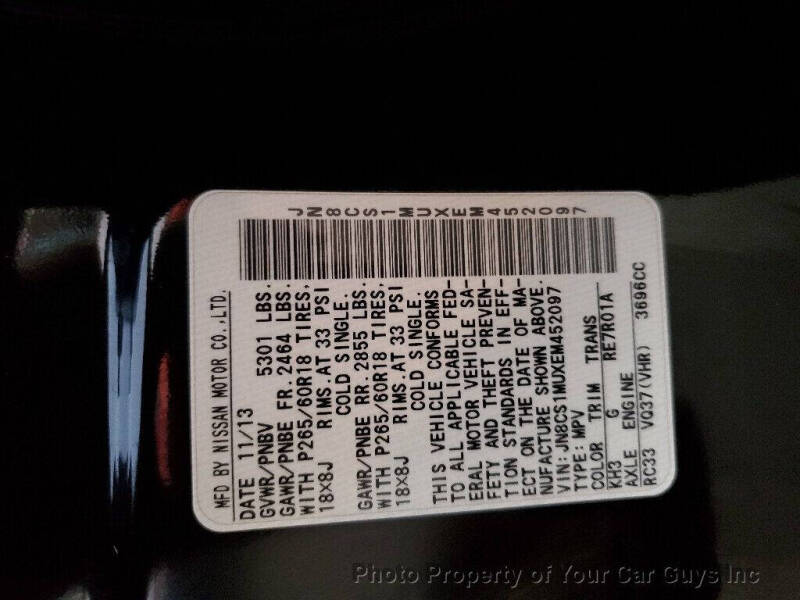 MFD BY NISSAN MOTOR CO.,LTD.
DATE 11/13
GVWR/PNBV 5301 LBS.
GAWR/PNBE FR. 2464 LBS.
WITH P265/60R18 TIRES,
18X8J RIMS.AT 33 PSI
COLD SINGLE.
GAWR/PNBE RR. 2855 LBS.
WITH P265/60R18 TIRES,
18X8J RIMS.AT 33 PSI
COLD SINGLE.
THIS VEHICLE CONFORMS
TO ALL APPLICABLE FED-
ERAL MOTOR VEHICLE SA-
FETY AND THEFT PREVEN-
TION STANDARDS IN EFF-
ECT ON THE DATE OF MA-
NUFACTURE SHOWN ABOVE.
VIN:JN8CS1MUXEM452097
TYPE:MPV
COLOR TRIM TRANS
KH3 G RE7R01A
AXLE ENGINE
RC33 VQ37(VHR) 3696CC
JN8CS1MUXEM452097
Photo Property of Your Car Guys Inc